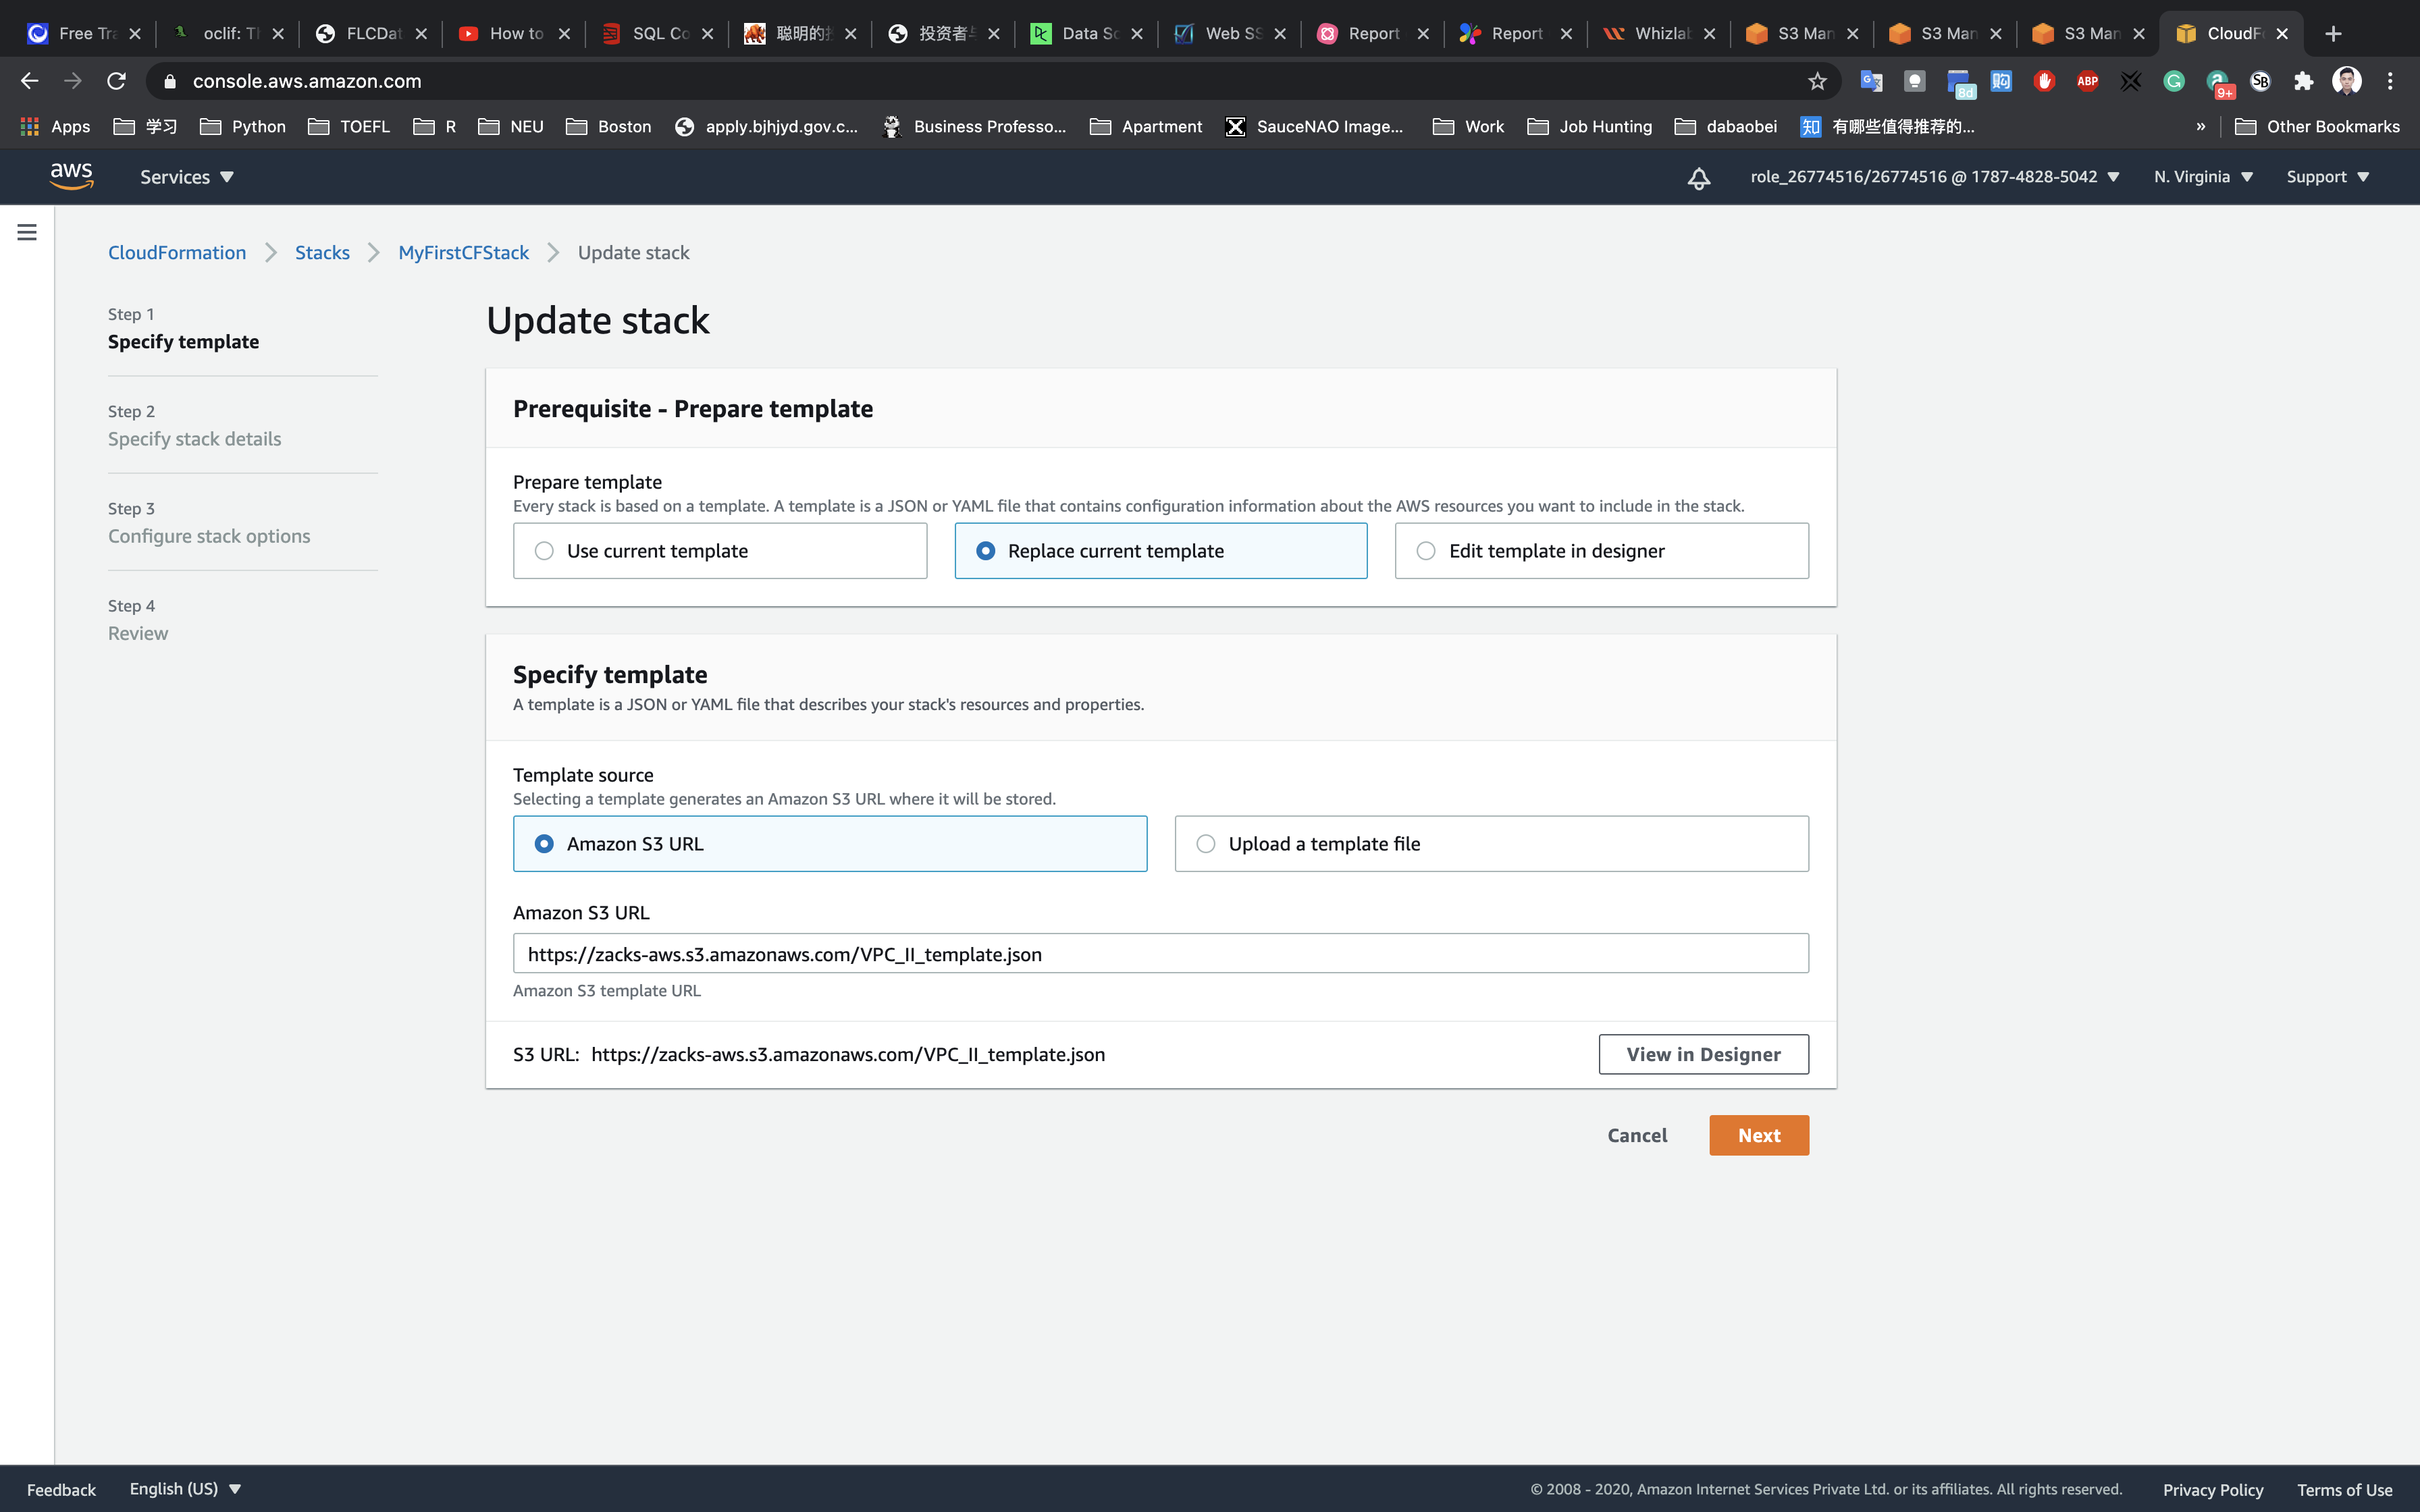 Free Tra
oclif: Th
FLCDat
How to
SQL Co
聪明的
投资者
Data Sc
Web SS
Report
Report
Whizlab
S3 Man
S3 Man
S3 Man
CloudF
console.aws.amazon.com
8d
ABP
9+
SB
Apps
学习
Python
TOEFL
R
NEU
Boston
apply.bjhjyd.gov.c...
Business Professo...
Apartment
SauceNAO Image...
Work
Job Hunting
dabaobei
知
有哪些值得推荐的...
»
Other Bookmarks
aws
Services
role_26774516/26774516 @ 1787-4828-5042
N. Virginia
Support
CloudFormation
Stacks
MyFirstCFStack
Update stack
Step 1
Specify template
Step 2
Specify stack details
Step 3
Configure stack options
Step 4
Review
Update stack
Prerequisite - Prepare template
Prepare template
Every stack is based on a template. A template is a JSON or YAML file that contains configuration information about the AWS resources you want to include in the stack.
Use current template
Replace current template
Edit template in designer
Specify template
A template is a JSON or YAML file that describes your stack's resources and properties.
Template source
Selecting a template generates an Amazon S3 URL where it will be stored.
Amazon S3 URL
Upload a template file
Amazon S3 URL
https://zacks-aws.s3.amazonaws.com/VPC_II_template.json
Amazon S3 template URL
S3 URL: https://zacks-aws.s3.amazonaws.com/VPC_II_template.json
View in Designer
Cancel
Next
Feedback
English (US)
© 2008 - 2020, Amazon Internet Services Private Ltd. or its affiliates. All rights reserved.
Privacy Policy
Terms of Use